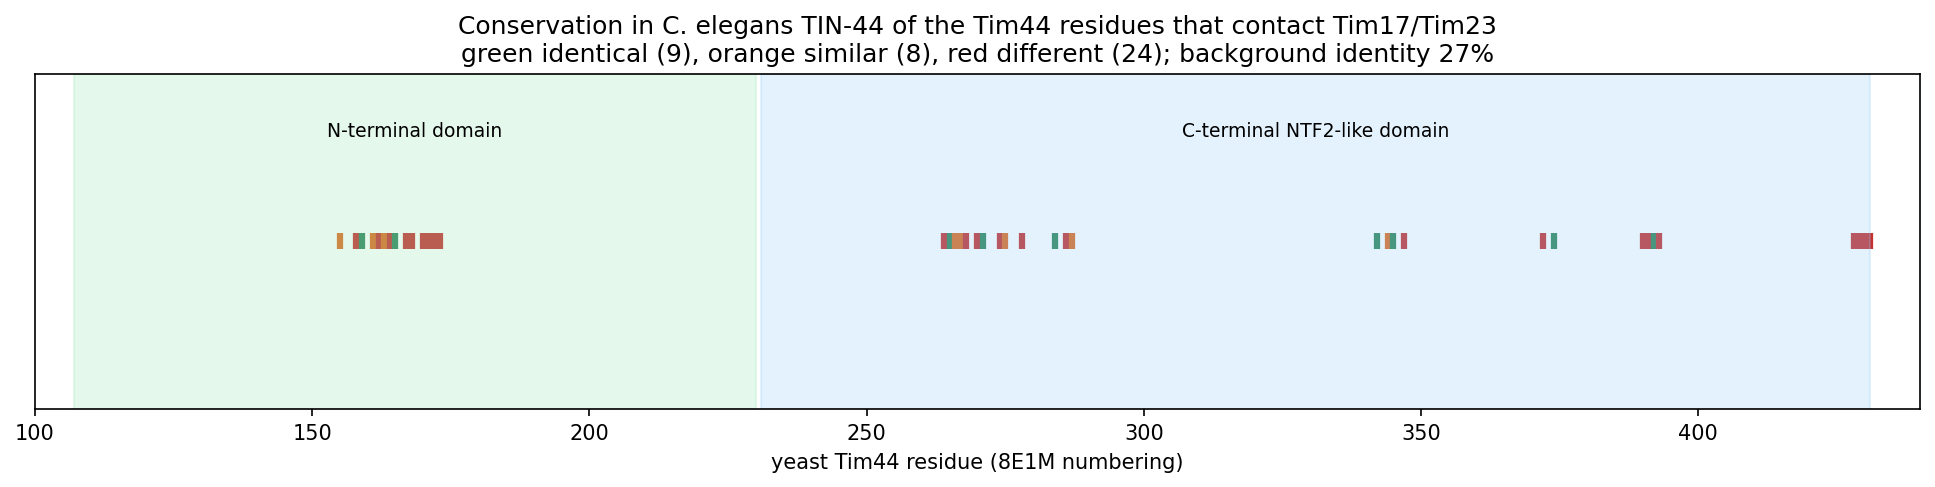 Conservation in C. elegans TIN-44 of the Tim44 residues that contact Tim17/Tim23
green identical (9), orange similar (8), red different (24); background identity 27%
N-terminal domain
C-terminal NTF2-like domain
100
150
200
250
300
350
400
yeast Tim44 residue (8E1M numbering)